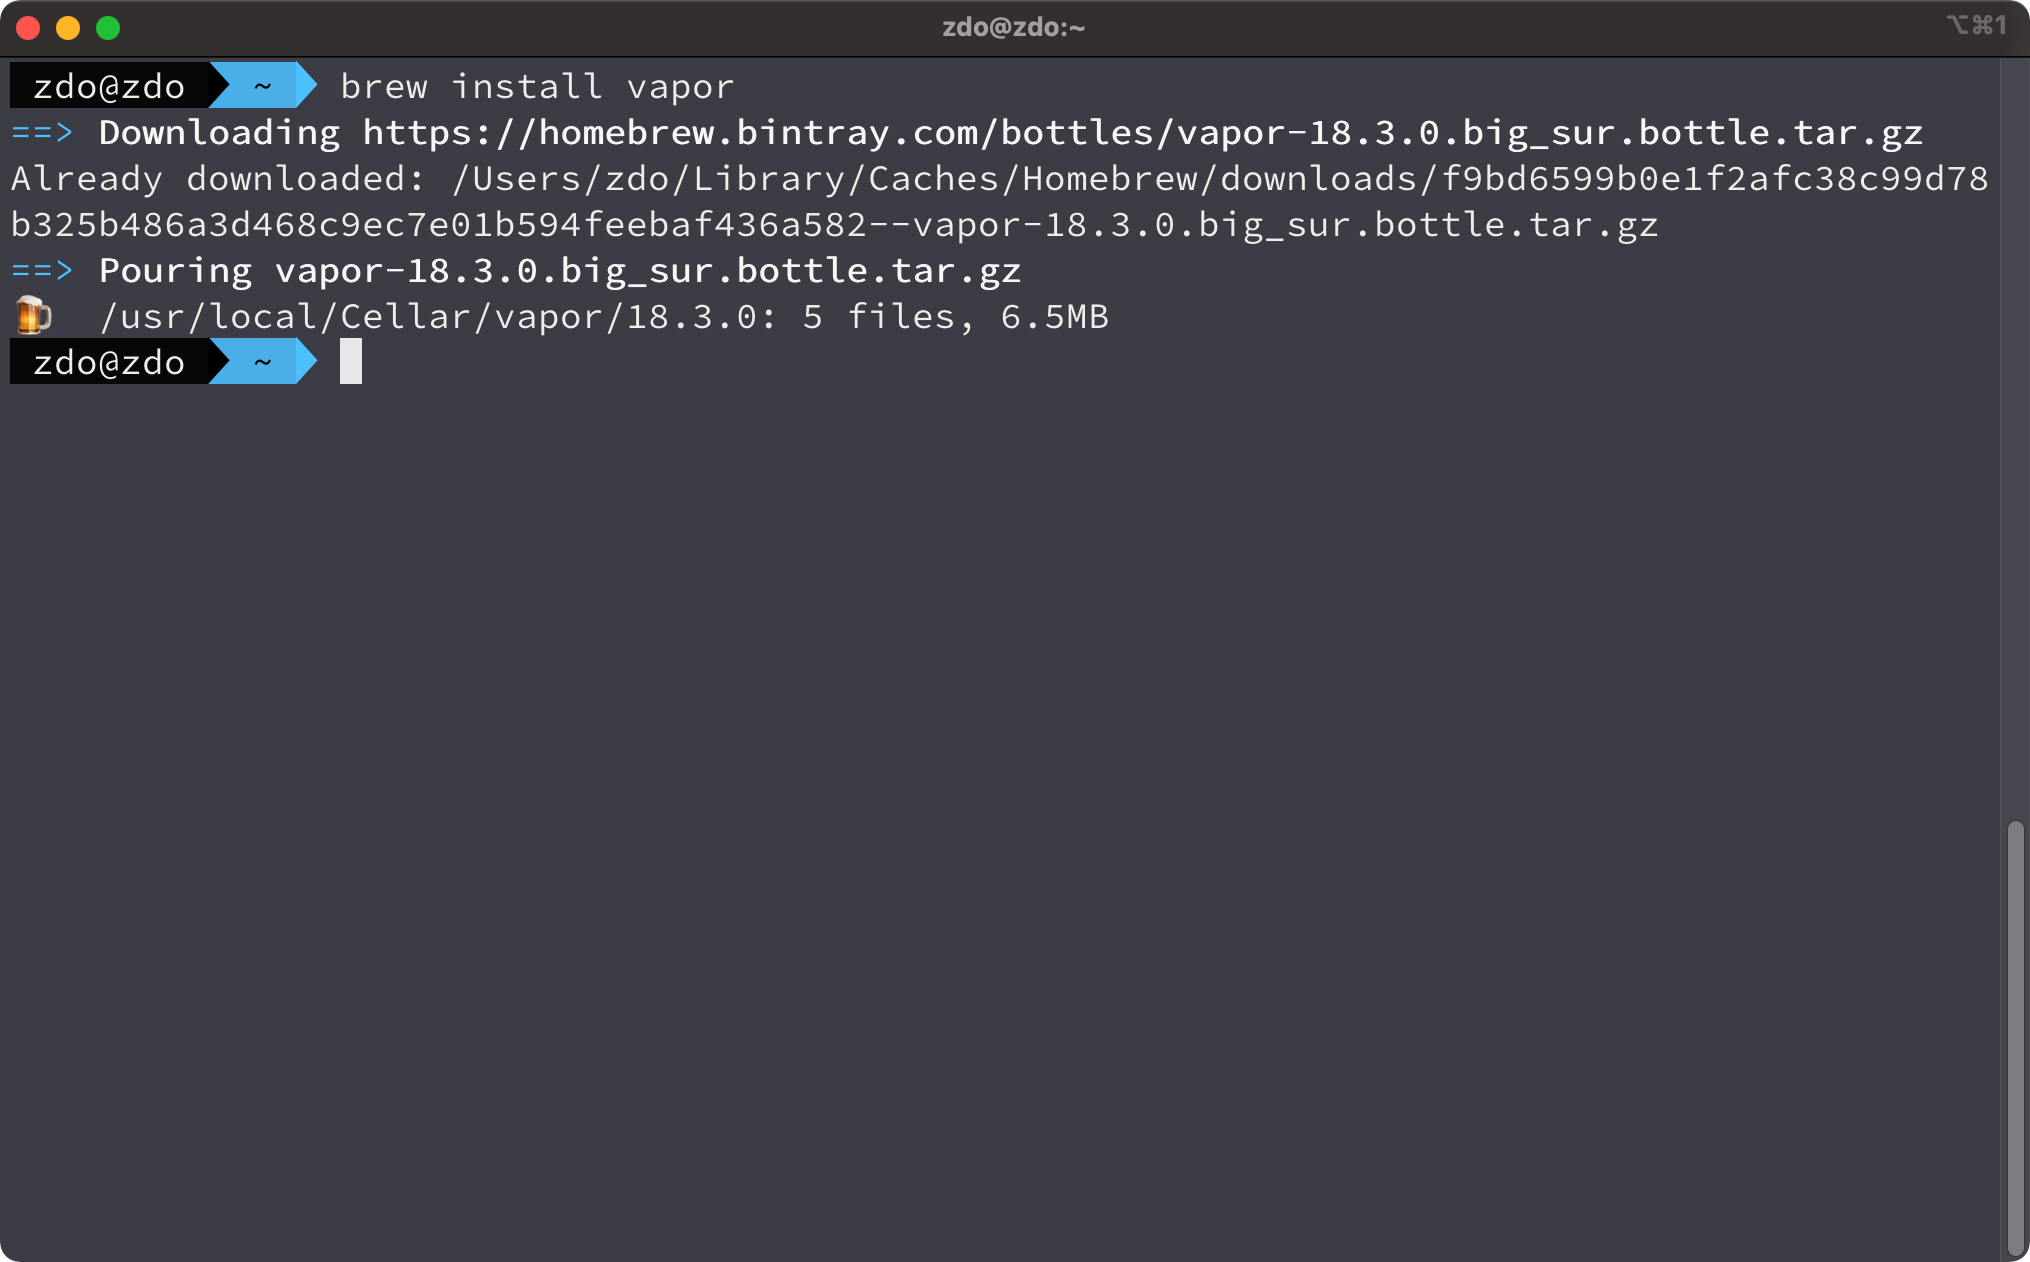 zdo@zdo:~
⌥⌘1
zdo@zdo ~ brew install vapor
==> Downloading https://homebrew.bintray.com/bottles/vapor-18.3.0.big_sur.bottle.tar.gz
Already downloaded: /Users/zdo/Library/Caches/Homebrew/downloads/f9bd6599b0e1f2afc38c99d78
b325b486a3d468c9ec7e01b594feebaf436a582--vapor-18.3.0.big_sur.bottle.tar.gz
==> Pouring vapor-18.3.0.big_sur.bottle.tar.gz
🍺 /usr/local/Cellar/vapor/18.3.0: 5 files, 6.5MB
zdo@zdo ~